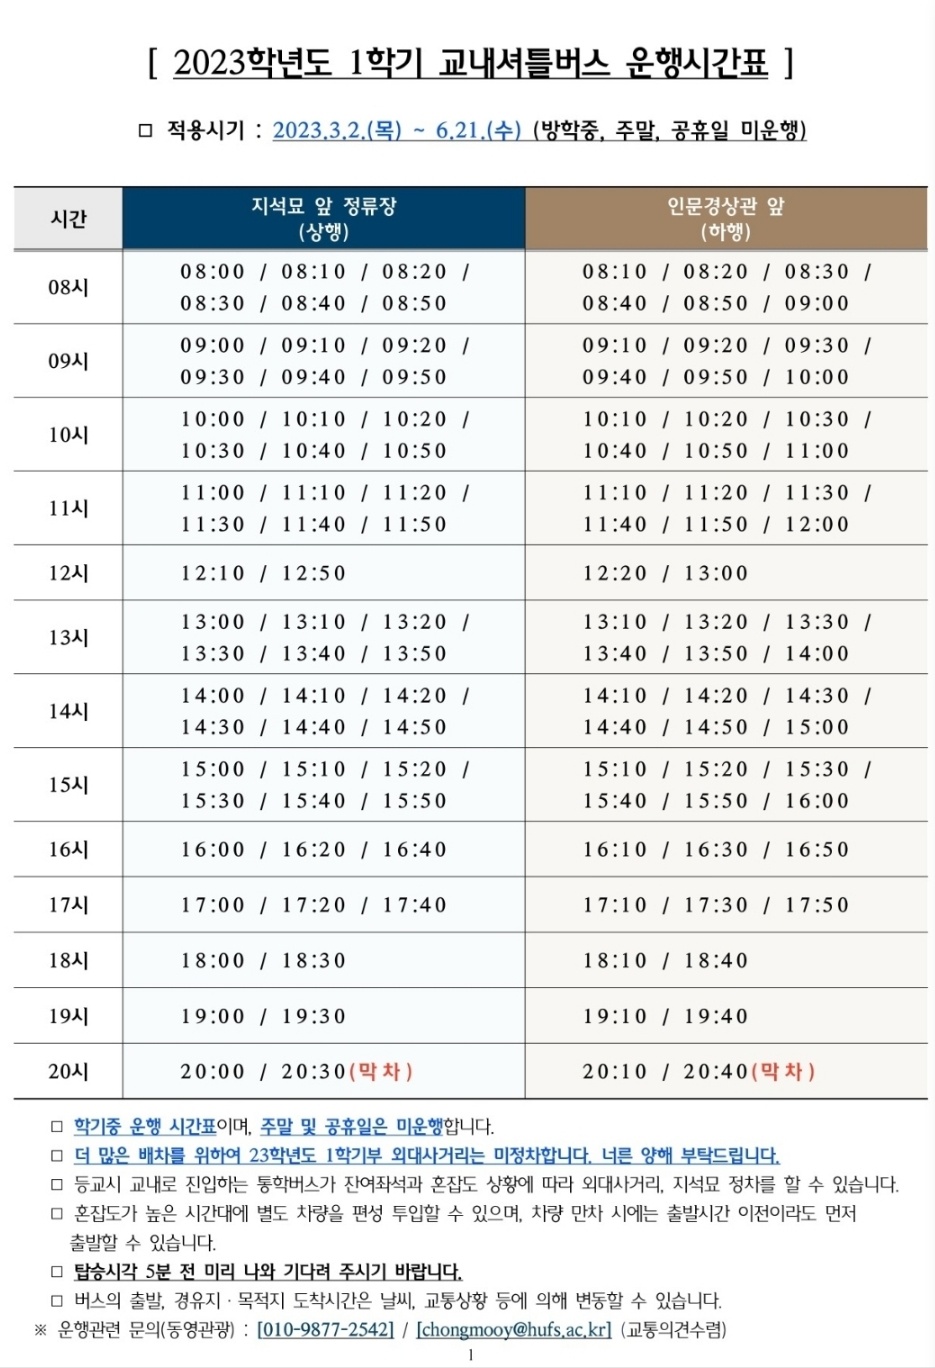 [ 2023학년도 1학기 교내셔틀버스 운행시간표 ]
□ 적용시기 : 2023.3.2.(목) ~ 6.21.(수) (방학중, 주말, 공휴일 미운행)
시간 지석묘 앞 정류장 인문경상관 앞
(상행) (하행)
08시 08:00 / 08:10 / 08:20 / 08:10 / 08:20 / 08:30 /
08:30 / 08:40 / 08:50 08:40 / 08:50 / 09:00
09시 09:00 / 09:10 / 09:20 / 09:10 / 09:20 / 09:30 /
09:30 / 09:40 / 09:50 09:40 / 09:50 / 10:00
10시 10:00 / 10:10 / 10:20 / 10:10 / 10:20 / 10:30 /
10:30 / 10:40 / 10:50 10:40 / 10:50 / 11:00
11시 11:00 / 11:10 / 11:20 / 11:10 / 11:20 / 11:30 /
11:30 / 11:40 / 11:50 11:40 / 11:50 / 12:00
12시 12:10 / 12:50 12:20 / 13:00
13시 13:00 / 13:10 / 13:20 / 13:10 / 13:20 / 13:30 /
13:30 / 13:40 / 13:50 13:40 / 13:50 / 14:00
14시 14:00 / 14:10 / 14:20 / 14:10 / 14:20 / 14:30 /
14:30 / 14:40 / 14:50 14:40 / 14:50 / 15:00
15시 15:00 / 15:10 / 15:20 / 15:10 / 15:20 / 15:30 /
15:30 / 15:40 / 15:50 15:40 / 15:50 / 16:00
16시 16:00 / 16:20 / 16:40 16:10 / 16:30 / 16:50
17시 17:00 / 17:20 / 17:40 17:10 / 17:30 / 17:50
18시 18:00 / 18:30 18:10 / 18:40
19시 19:00 / 19:30 19:10 / 19:40
20시 20:00 / 20:30(막차) 20:10 / 20:40(막차)
□ 학기중 운행 시간표이며, 주말 및 공휴일은 미운행합니다.
□ 더 많은 배차를 위하여 23학년도 1학기부 외대사거리는 미정차합니다. 너른 양해 부탁드립니다.
□ 등교시 교내로 진입하는 통학버스가 잔여좌석과 혼잡도 상황에 따라 외대사거리, 지석묘 정차를 할 수 있습니다.
□ 혼잡도가 높은 시간대에 별도 차량을 편성 투입할 수 있으며, 차량 만차 시에는 출발시간 이전이라도 먼저
출발할 수 있습니다.
□ 탑승시각 5분 전 미리 나와 기다려 주시기 바랍니다.
□ 버스의 출발, 경유지 · 목적지 도착시간은 날씨, 교통상황 등에 의해 변동할 수 있습니다.
※ 운행관련 문의(동영관광) : [010-9877-2542] / [chongmooy@hufs.ac.kr] (교통의견수렴)
1